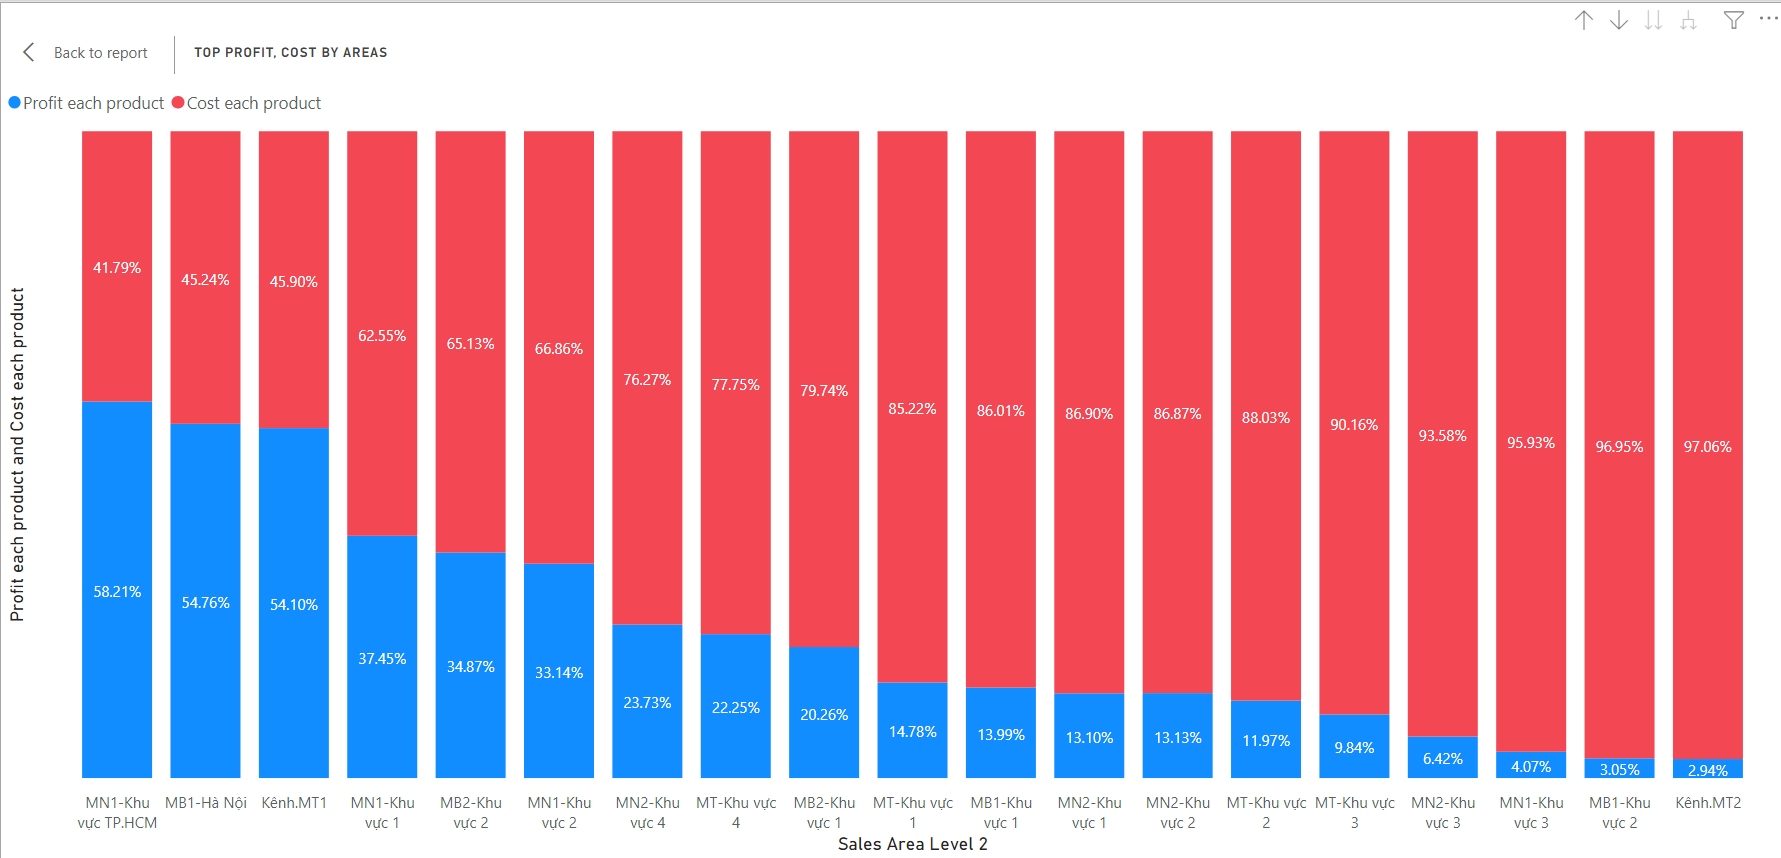 Back to report
TOP PROFIT, COST BY AREAS
Profit each product
Cost each product
Profit each product and Cost each product
41.79%
45.24%
45.90%
62.55%
65.13%
66.86%
76.27%
77.75%
79.74%
85.22%
86.01%
86.90%
86.87%
88.03%
90.16%
93.58%
95.93%
96.95%
97.06%
58.21%
54.76%
54.10%
37.45%
34.87%
33.14%
23.73%
22.25%
20.26%
14.78%
13.99%
13.10%
13.13%
11.97%
9.84%
6.42%
4.07%
3.05%
2.94%
MN1-Khu
vực TP.HCM
MB1-Hà Nội
Kênh.MT1
MN1-Khu
vực 1
MB2-Khu
vực 2
MN1-Khu
vực 2
MN2-Khu
vực 4
MT-Khu vực
4
MB2-Khu
vực 1
MT-Khu vực
1
MB1-Khu
vực 1
MN2-Khu
vực 1
MN2-Khu
vực 2
MT-Khu vực
2
MT-Khu vực
3
MN2-Khu
vực 3
MN1-Khu
vực 3
MB1-Khu
vực 2
Kênh.MT2
Sales Area Level 2